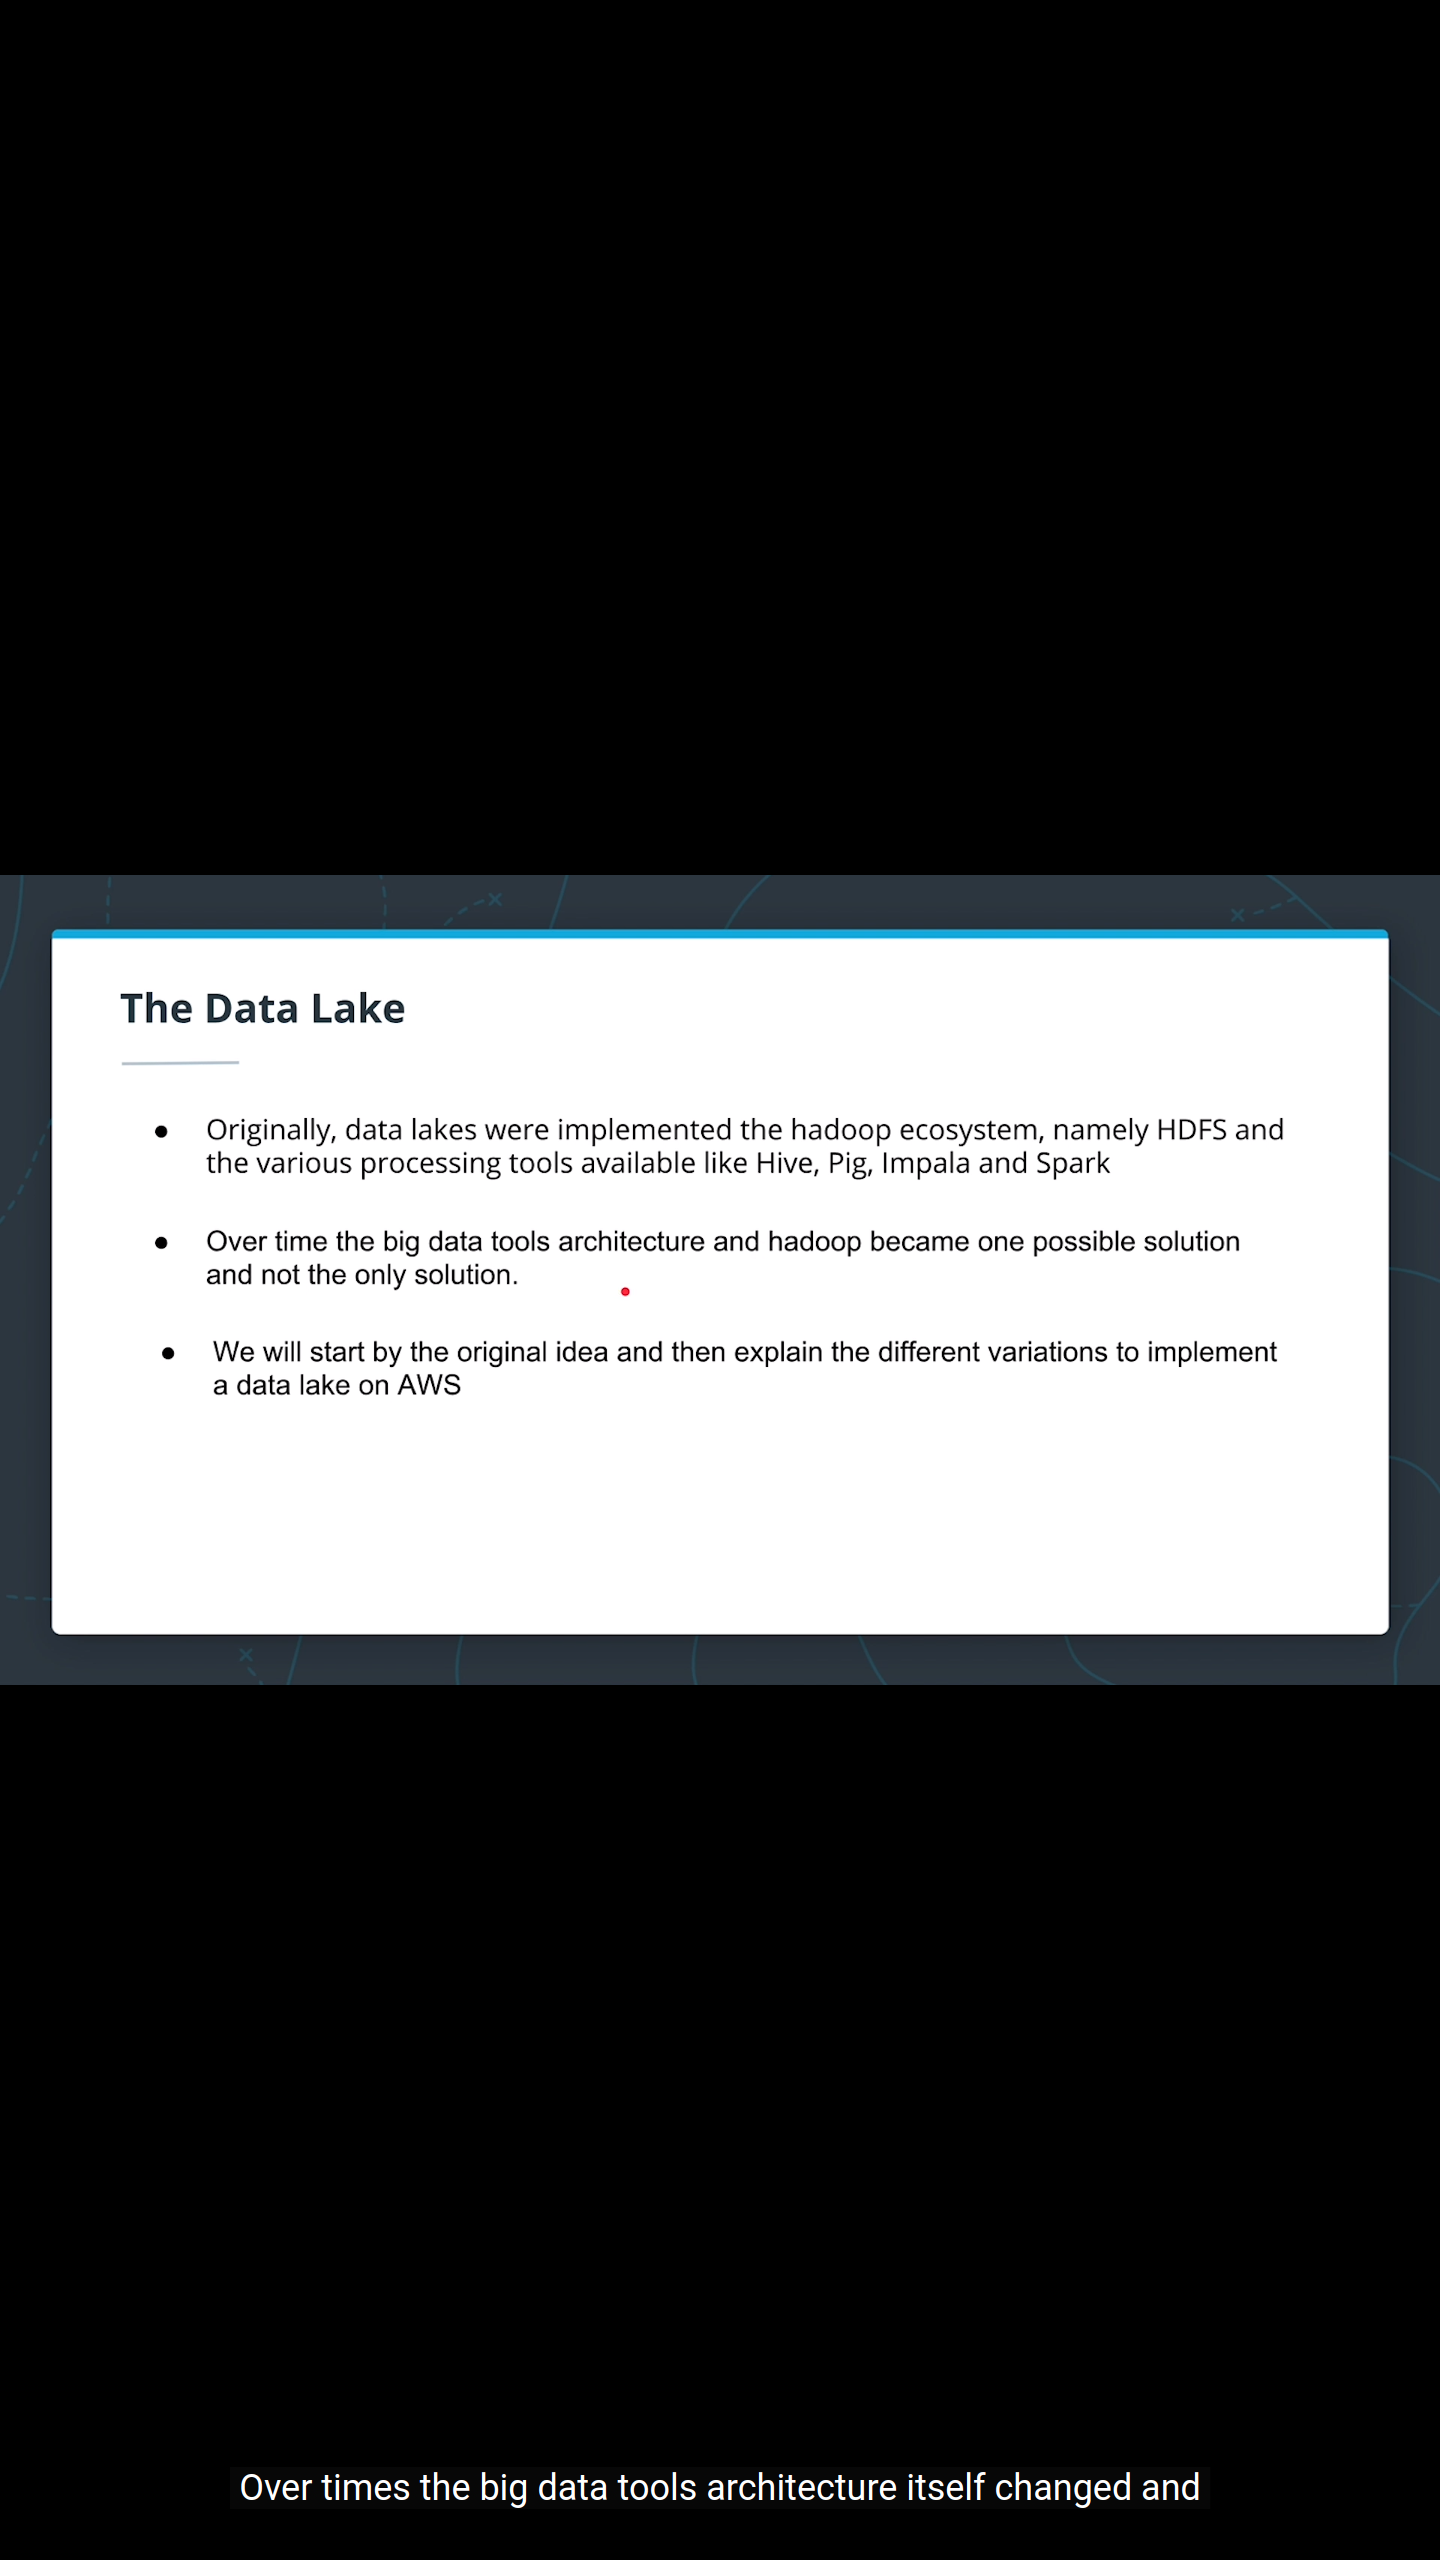 The Data Lake
● Originally, data lakes were implemented the hadoop ecosystem, namely HDFS and
the various processing tools available like Hive, Pig, Impala and Spark
● Over time the big data tools architecture and hadoop became one possible solution
and not the only solution.
● We will start by the original idea and then explain the different variations to implement
a data lake on AWS
Over times the big data tools architecture itself changed and